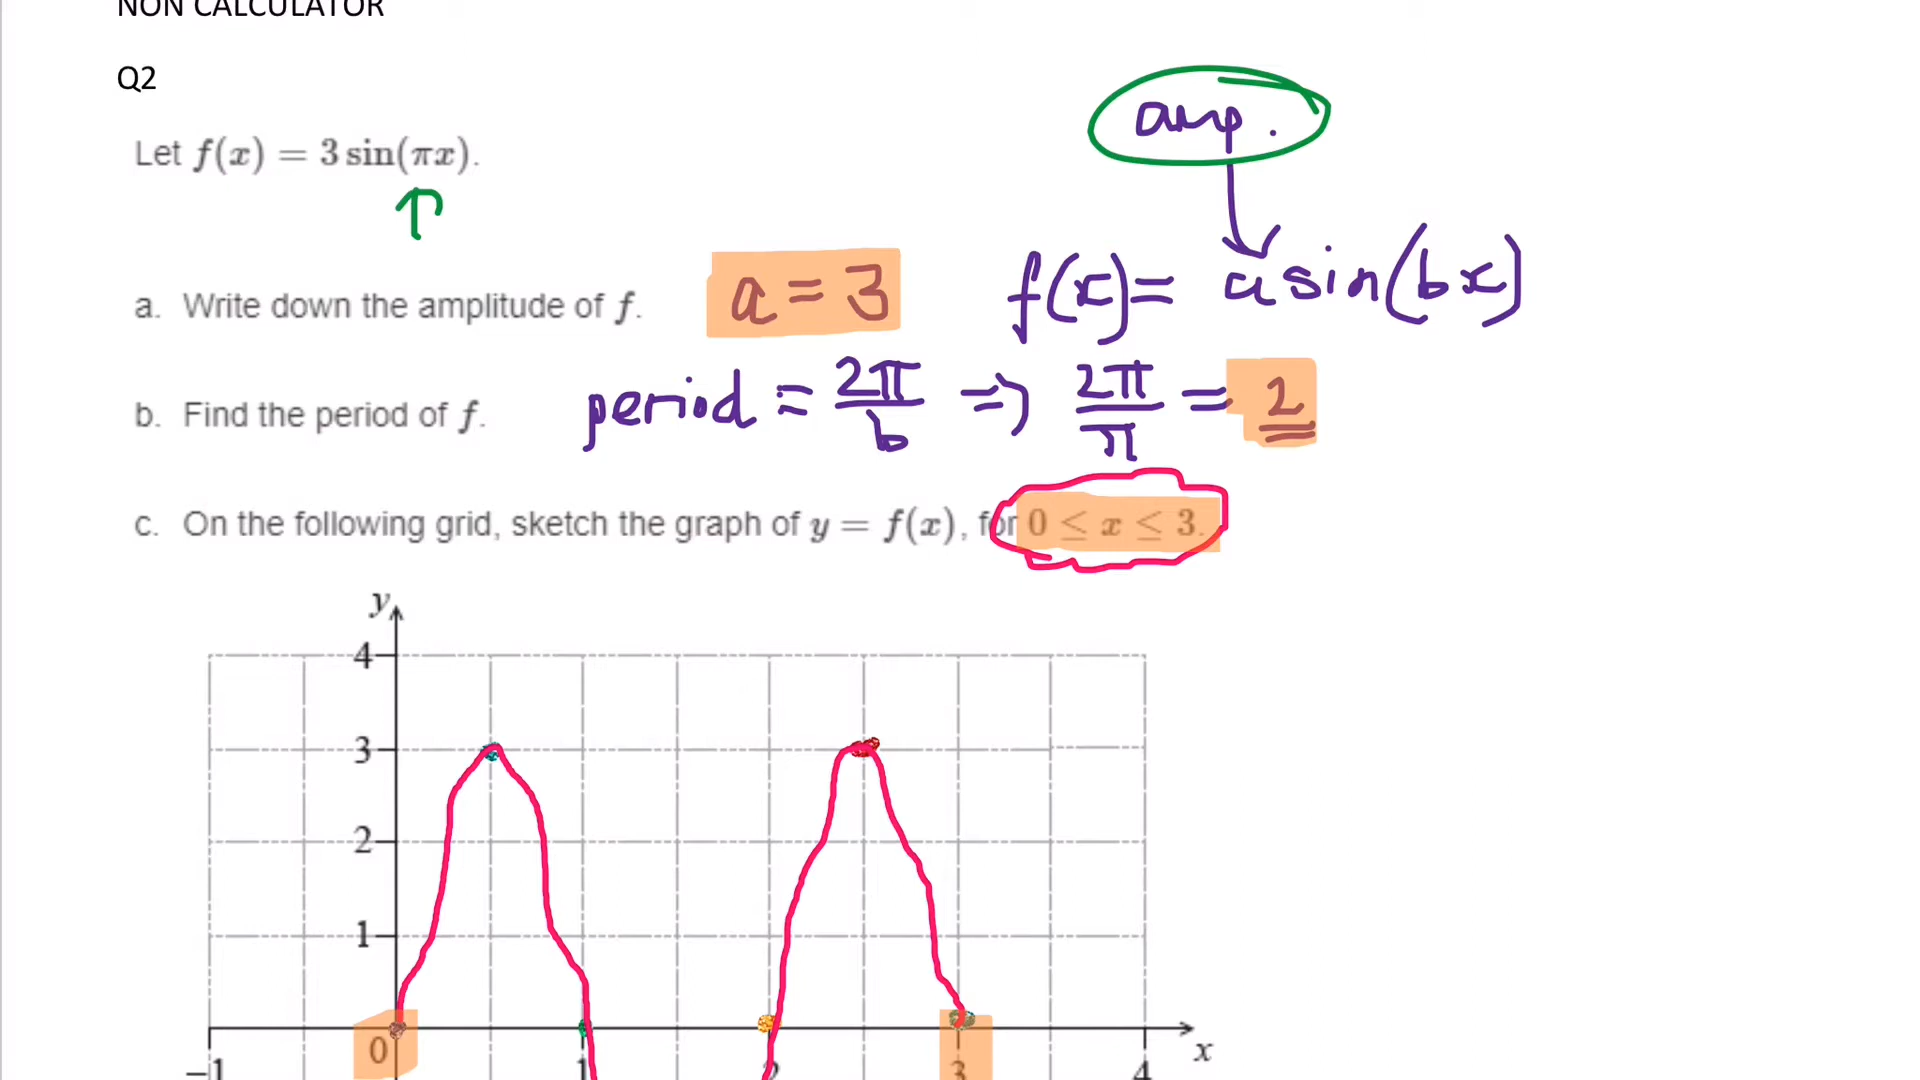 NON CALCULATOR
Q2
amp.
Let f(x) = 3 sin(πx).
a. Write down the amplitude of f. a = 3 f(x) = a sin(bx)
b. Find the period of f. period = 2π/b ⇒ 2π/π = 2
c. On the following grid, sketch the graph of y = f(x), for 0 ≤ x ≤ 3.
y
4
3
2
1
0
x
−1 1 2 3 4